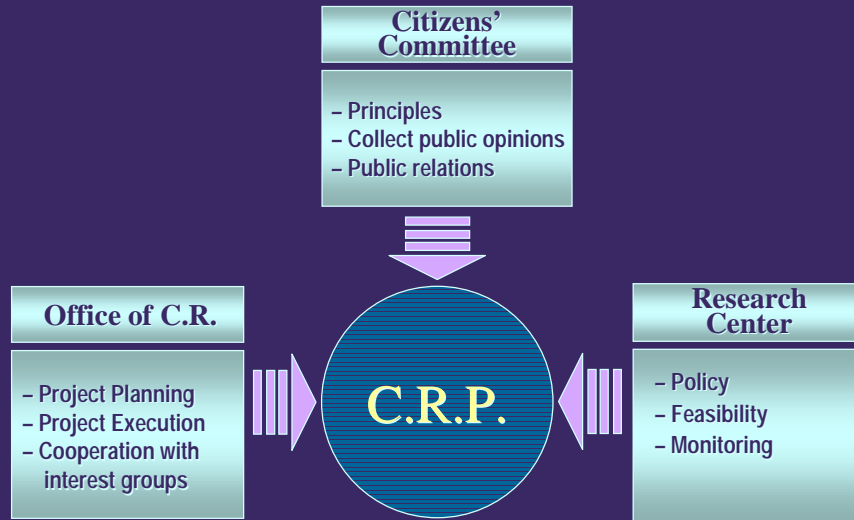 Citizens’
Committee
– Principles
– Collect public opinions
– Public relations
Office of C.R.
– Project Planning
– Project Execution
– Cooperation with
interest groups
C.R.P.
Research
Center
– Policy
– Feasibility
– Monitoring